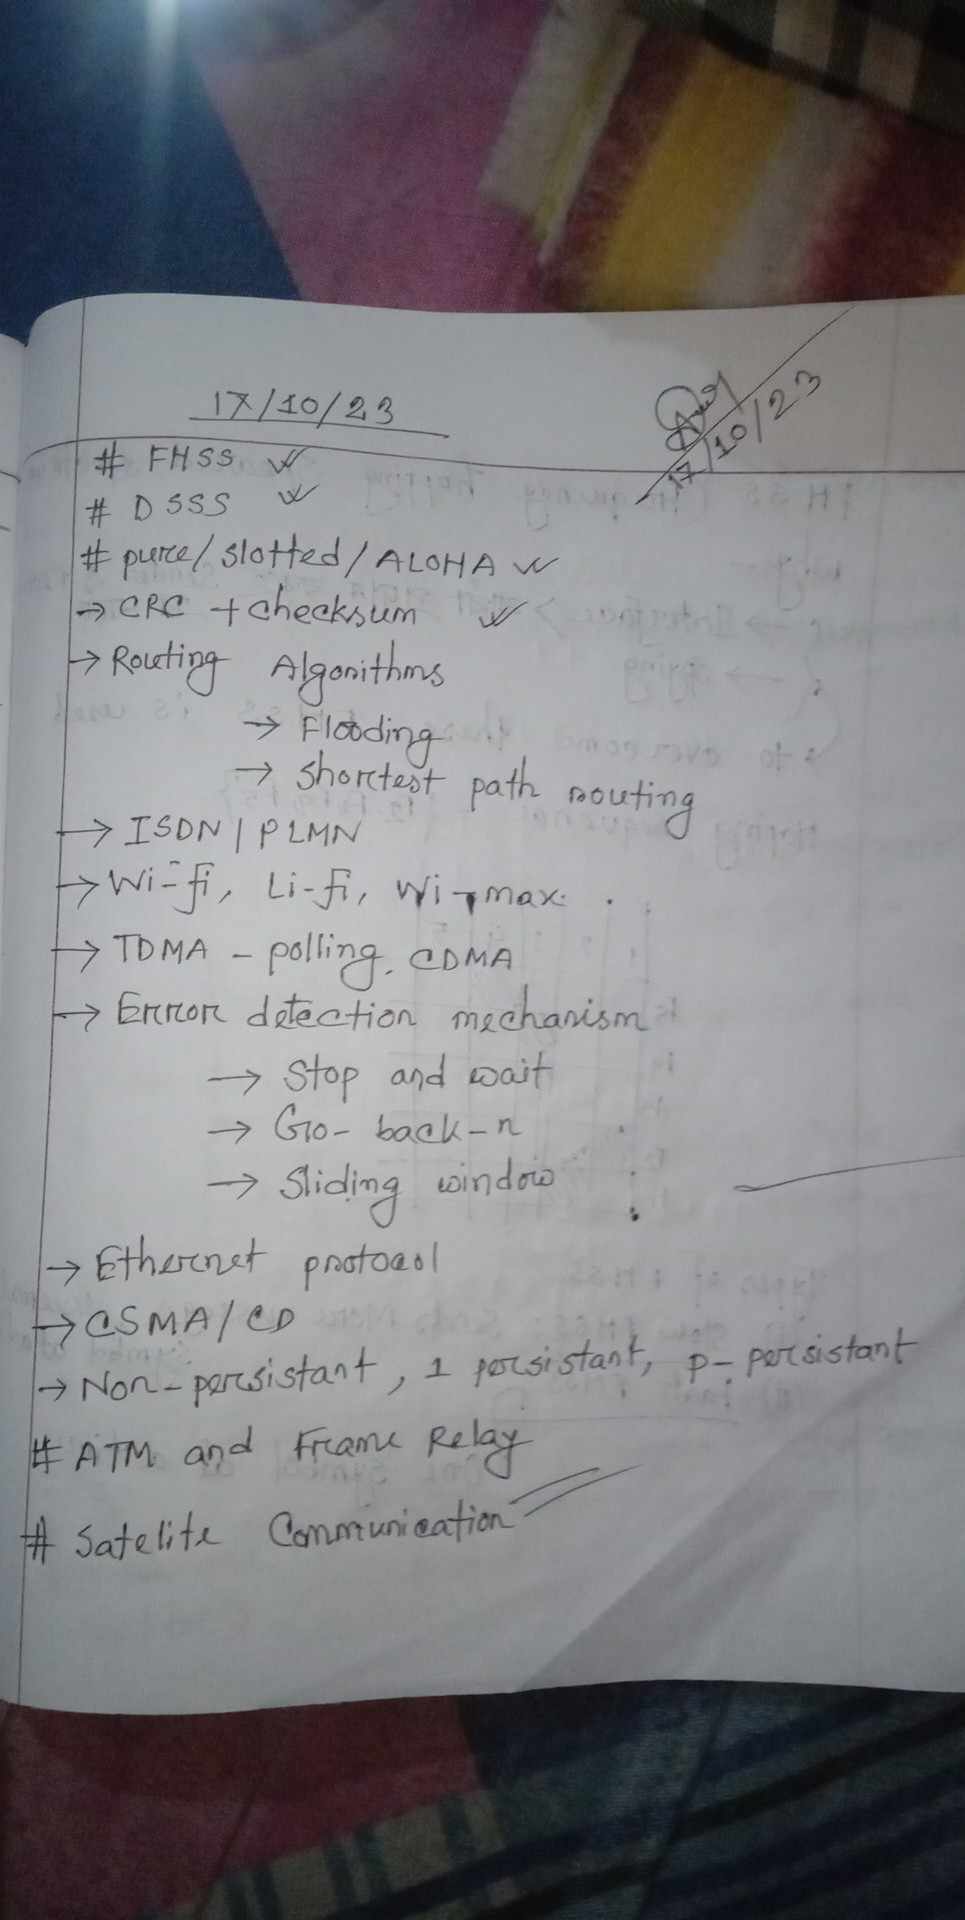 17/10/23
17/10/23
# FHSS
# DSSS
# pure/slotted/ALOHA
→ CRC + checksum
→ Routing Algorithms
→ Flooding
→ shortest path routing
→ ISDN | PLMN
→ Wi-fi, Li-fi, Wi-max.
→ TDMA - polling, CDMA
→ Error detection mechanism
→ Stop and wait
→ Go-back-n
→ Sliding window
→ Ethernet protocol
→ CSMA/CD
→ Non-persistant, 1 persistant, p-persistant
# ATM and Frame Relay
# Satelite Communication